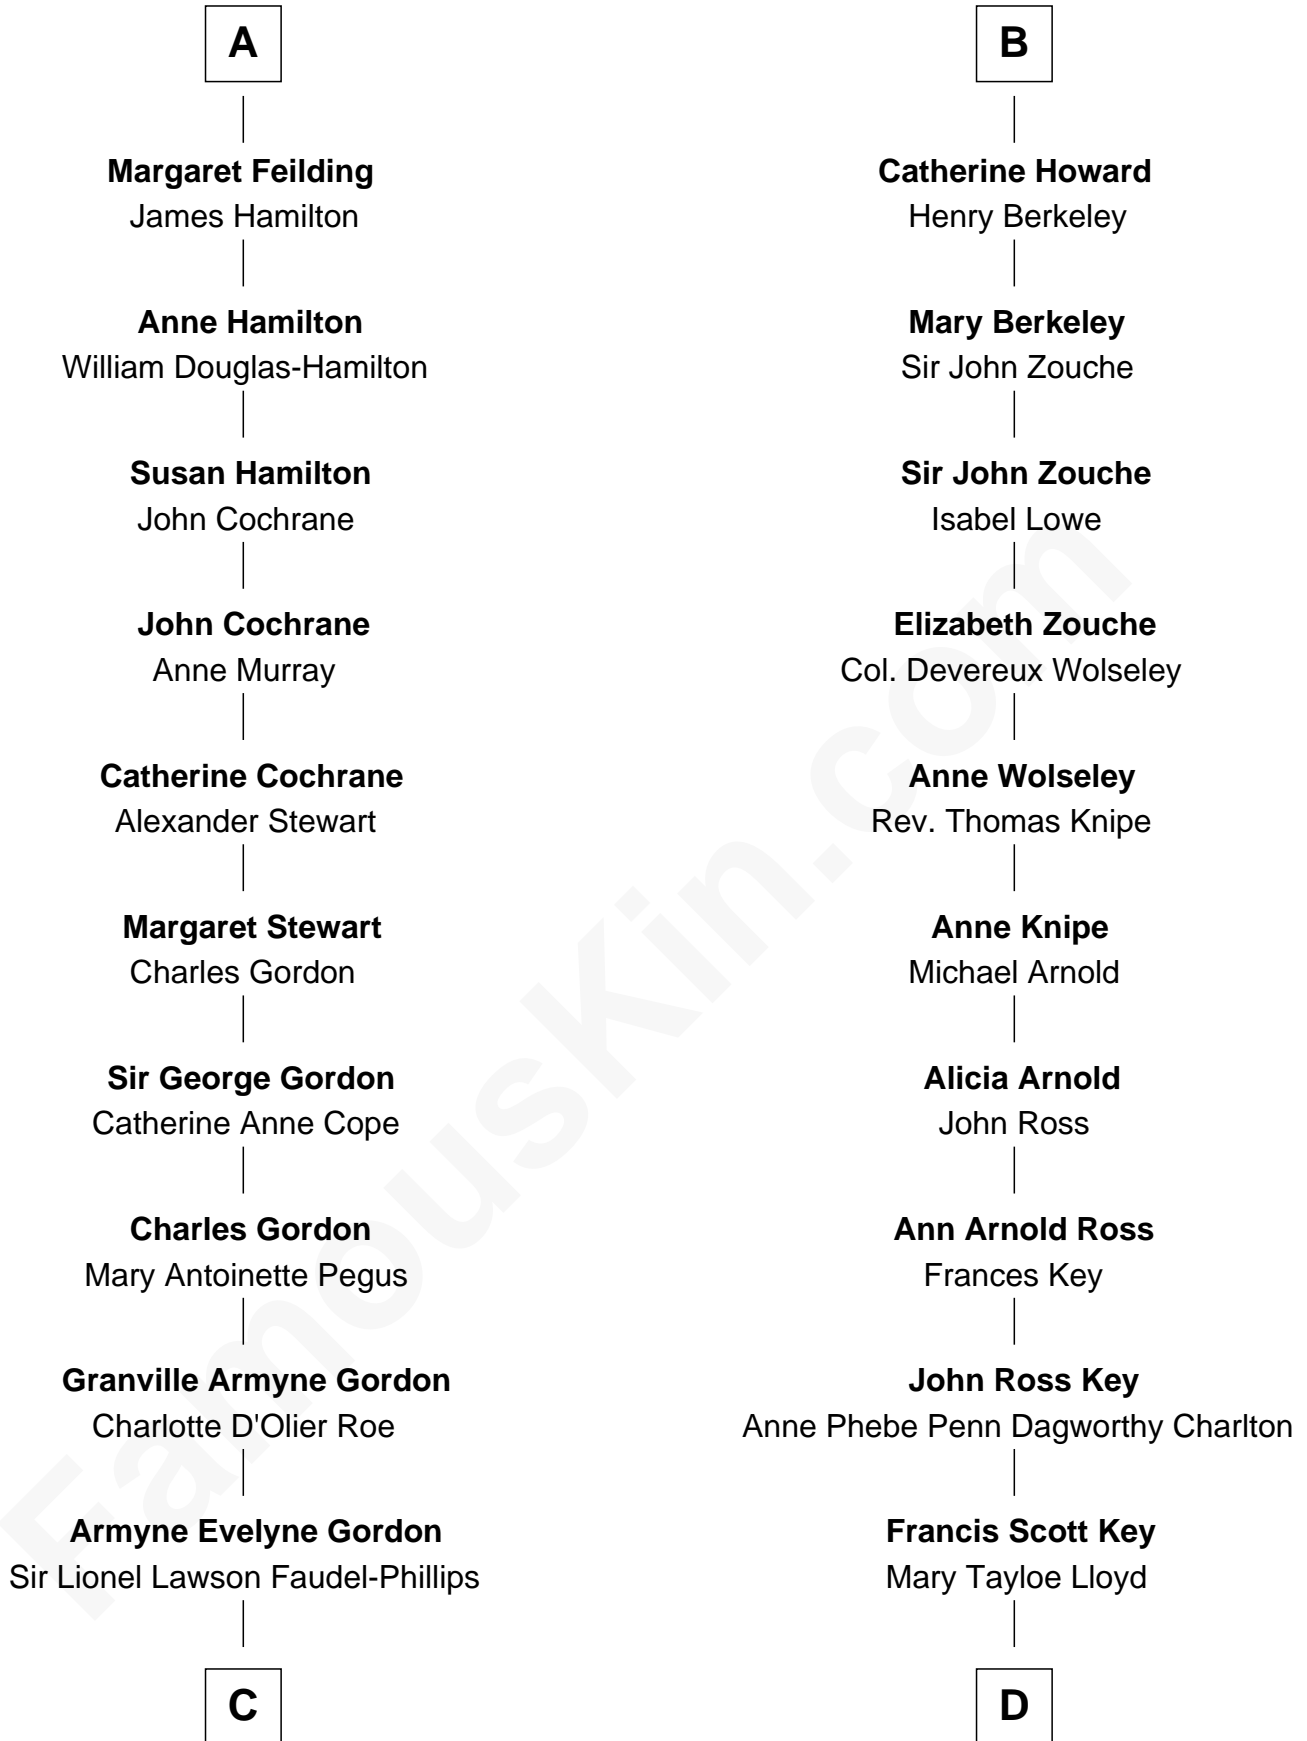 A
Margaret Feilding
James Hamilton
Anne Hamilton
William Douglas-Hamilton
Susan Hamilton
John Cochrane
John Cochrane
Anne Murray
Catherine Cochrane
Alexander Stewart
Margaret Stewart
Charles Gordon
Sir George Gordon
Catherine Anne Cope
Charles Gordon
Mary Antoinette Pegus
Granville Armyne Gordon
Charlotte D'Olier Roe
Armyne Evelyne Gordon
Sir Lionel Lawson Faudel-Phillips
C
B
Catherine Howard
Henry Berkeley
Mary Berkeley
Sir John Zouche
Sir John Zouche
Isabel Lowe
Elizabeth Zouche
Col. Devereux Wolseley
Anne Wolseley
Rev. Thomas Knipe
Anne Knipe
Michael Arnold
Alicia Arnold
John Ross
Ann Arnold Ross
Frances Key
John Ross Key
Anne Phebe Penn Dagworthy Charlton
Francis Scott Key
Mary Tayloe Lloyd
D
FamousKin.com